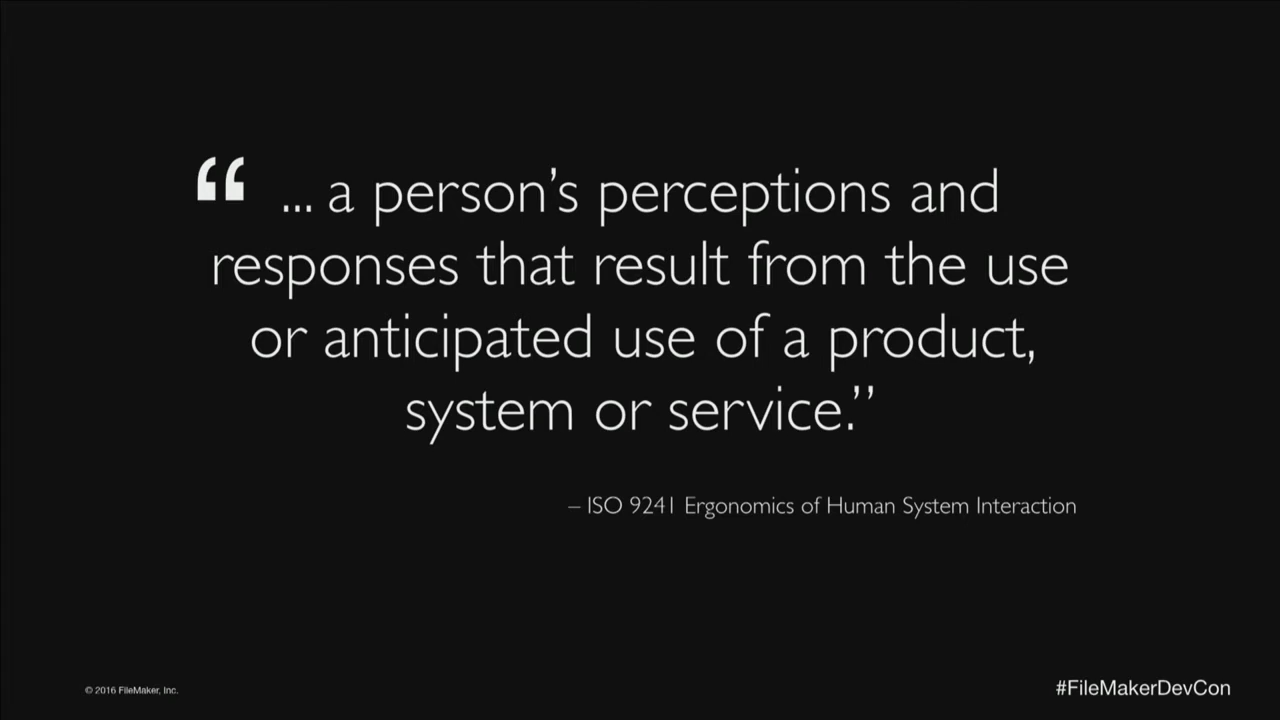 “ ... a person’s perceptions and
responses that result from the use
or anticipated use of a product,
system or service.”
– ISO 9241 Ergonomics of Human System Interaction
© 2016 FileMaker, Inc.
#FileMakerDevCon